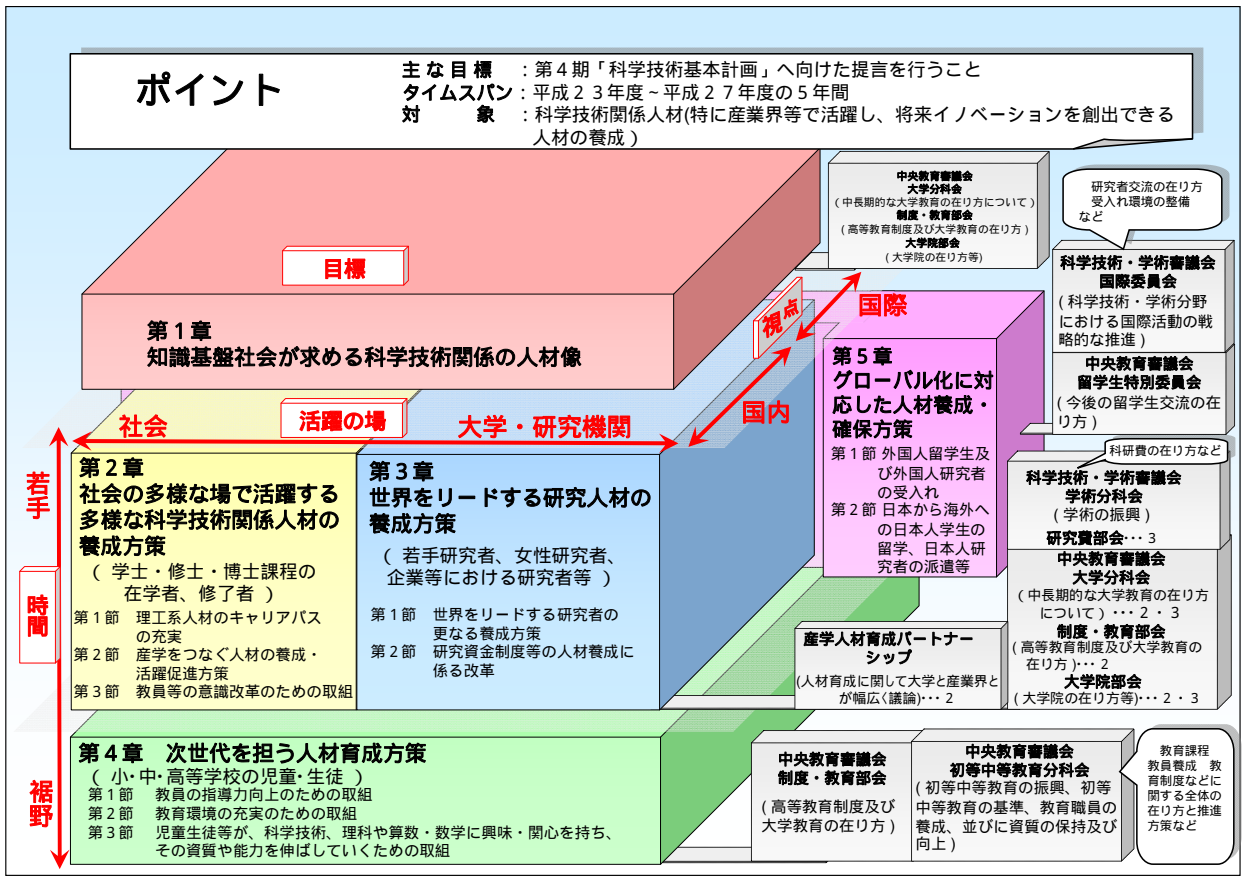 ポイント
主な目標　：第４期「科学技術基本計画」へ向けた提言を行うこと
タイムスパン：平成２３年度～平成２７年度の５年間
対　　象　：科学技術関係人材(特に産業界等で活躍し、将来イノベーションを創出できる
人材の養成）
中央教育審議会
大学分科会
（中長期的な大学教育の在り方について）
制度・教育部会
（高等教育制度及び大学教育の在り方）
大学院部会
（大学院の在り方等)
研究者交流の在り方
受入れ環境の整備
など
目標
第１章
知識基盤社会が求める科学技術関係の人材像
視点
国際
国内
科学技術・学術審議会
国際委員会
（科学技術・学術分野
における国際活動の戦
略的な推進）
中央教育審議会
留学生特別委員会
（今後の留学生交流の在
り方）
第５章
グローバル化に対
応した人材養成・
確保方策
第１節 外国人留学生及
び外国人研究者
の受入れ
第２節 日本から海外へ
の日本人学生の
留学、日本人研
究者の派遣等
社会
活躍の場
大学・研究機関
若手
時間
裾野
第２章
社会の多様な場で活躍する
多様な科学技術関係人材の
養成方策
（ 学士・修士・博士課程の
在学者、修了者 ）
第１節　理工系人材のキャリアパス
の充実
第２節　産学をつなぐ人材の養成・
活躍促進方策
第３節　教員等の意識改革のための取組
第３章
世界をリードする研究人材の
養成方策
（ 若手研究者、女性研究者、
企業等における研究者等 ）
第１節　世界をリードする研究者の
更なる養成方策
第２節　研究資金制度等の人材養成に
係る改革
科研費の在り方など
科学技術・学術審議会
学術分科会
（学術の振興）
研究費部会･･･３
中央教育審議会
大学分科会
（中長期的な大学教育の在り方
について）･･･２・３
制度・教育部会
（高等教育制度及び大学教育の
在り方）･･･２
大学院部会
（大学院の在り方等)･･･２・３
産学人材育成パートナー
シップ
(人材育成に関して大学と産業界と
が幅広く議論)･･･２
第４章　次世代を担う人材育成方策
（ 小・中・高等学校の児童・生徒 ）
第１節　教員の指導力向上のための取組
第２節　教育環境の充実のための取組
第３節　児童生徒等が、科学技術、理科や算数・数学に興味・関心を持ち、
その資質や能力を伸ばしていくための取組
中央教育審議会
制度・教育部会
（高等教育制度及び
大学教育の在り方）
中央教育審議会
初等中等教育分科会
（初等中等教育の振興、初等
中等教育の基準、教育職員の
養成、並びに資質の保持及び
向上）
教育課程
教員養成　教
育制度などに
関する全体の
在り方と推進
方策など